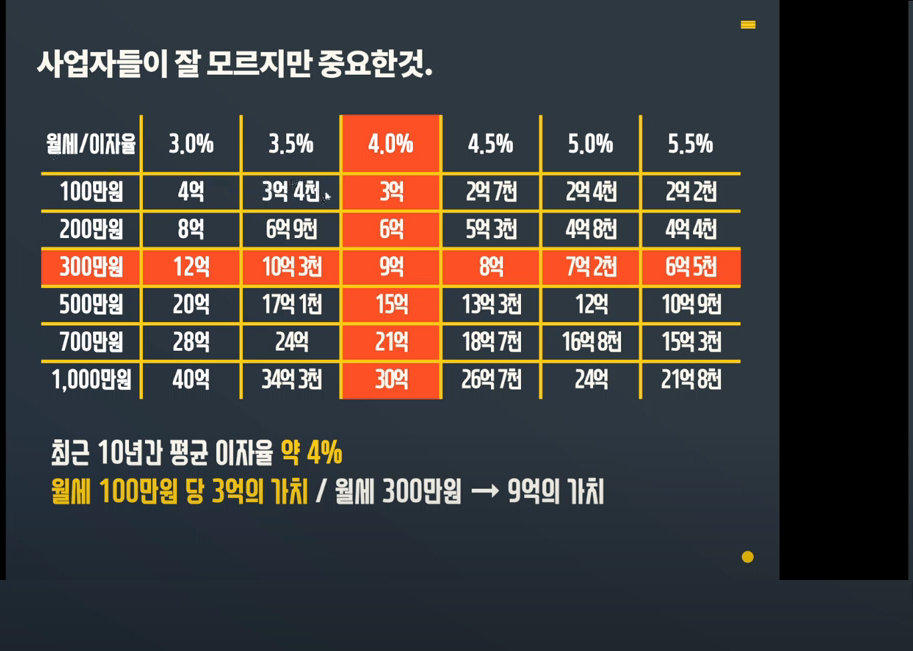 사업자들이 잘 모르지만 중요한것.
월세/이자율 3.0% 3.5% 4.0% 4.5% 5.0% 5.5%
100만원 4억 3억 4천 3억 2억 7천 2억 4천 2억 2천
200만원 8억 6억 9천 6억 5억 3천 4억 8천 4억 4천
300만원 12억 10억 3천 9억 8억 7억 2천 6억 5천
500만원 20억 17억 1천 15억 13억 3천 12억 10억 9천
700만원 28억 24억 21억 18억 7천 16억 8천 15억 3천
1,000만원 40억 34억 3천 30억 26억 7천 24억 21억 8천
최근 10년간 평균 이자율 약 4%
월세 100만원 당 3억의 가치 / 월세 300만원 → 9억의 가치